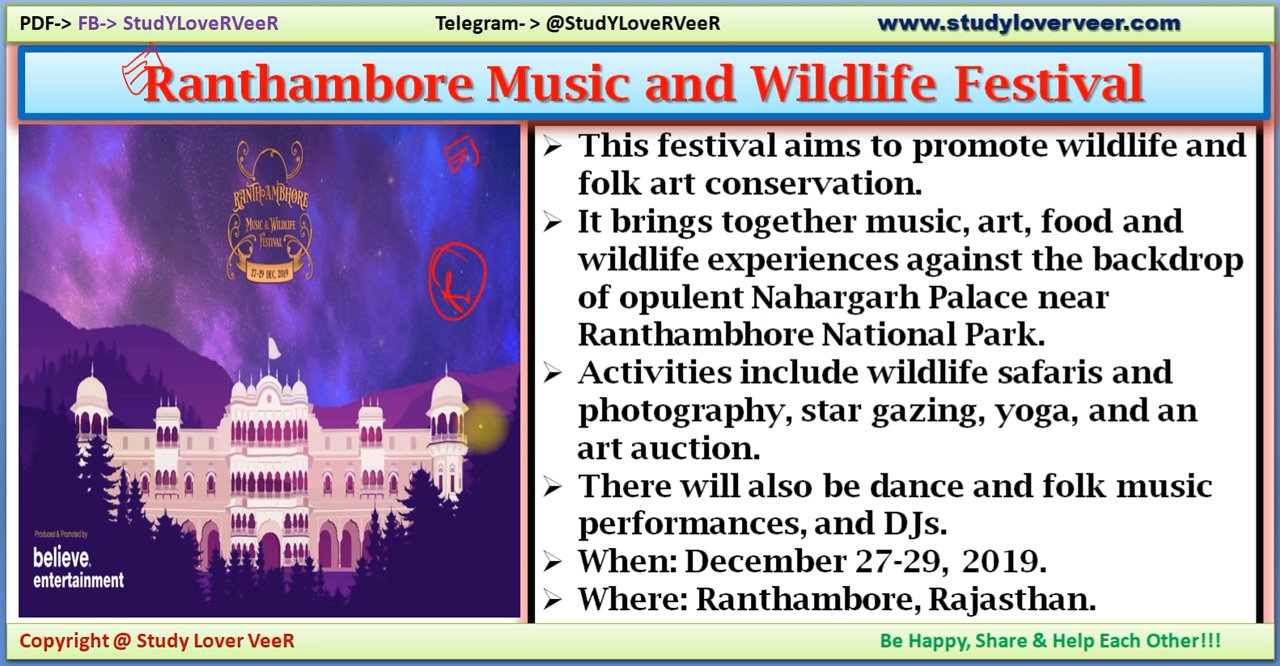 PDF-> FB-> StudYLoveRVeeR
Telegram- > @StudYLoveRVeeR
www.studyloverveer.com
Ranthambore Music and Wildlife Festival
RANTHAMBHORE
MUSIC & WILDLIFE
FESTIVAL
27-29 DEC, 2019
Produced & Promoted by
believe
entertainment
➢ This festival aims to promote wildlife and
folk art conservation.
➢ It brings together music, art, food and
wildlife experiences against the backdrop
of opulent Nahargarh Palace near
Ranthambhore National Park.
➢ Activities include wildlife safaris and
photography, star gazing, yoga, and an
art auction.
➢ There will also be dance and folk music
performances, and DJs.
➢ When: December 27-29, 2019.
➢ Where: Ranthambore, Rajasthan.
Copyright @ Study Lover VeeR
Be Happy, Share & Help Each Other!!!